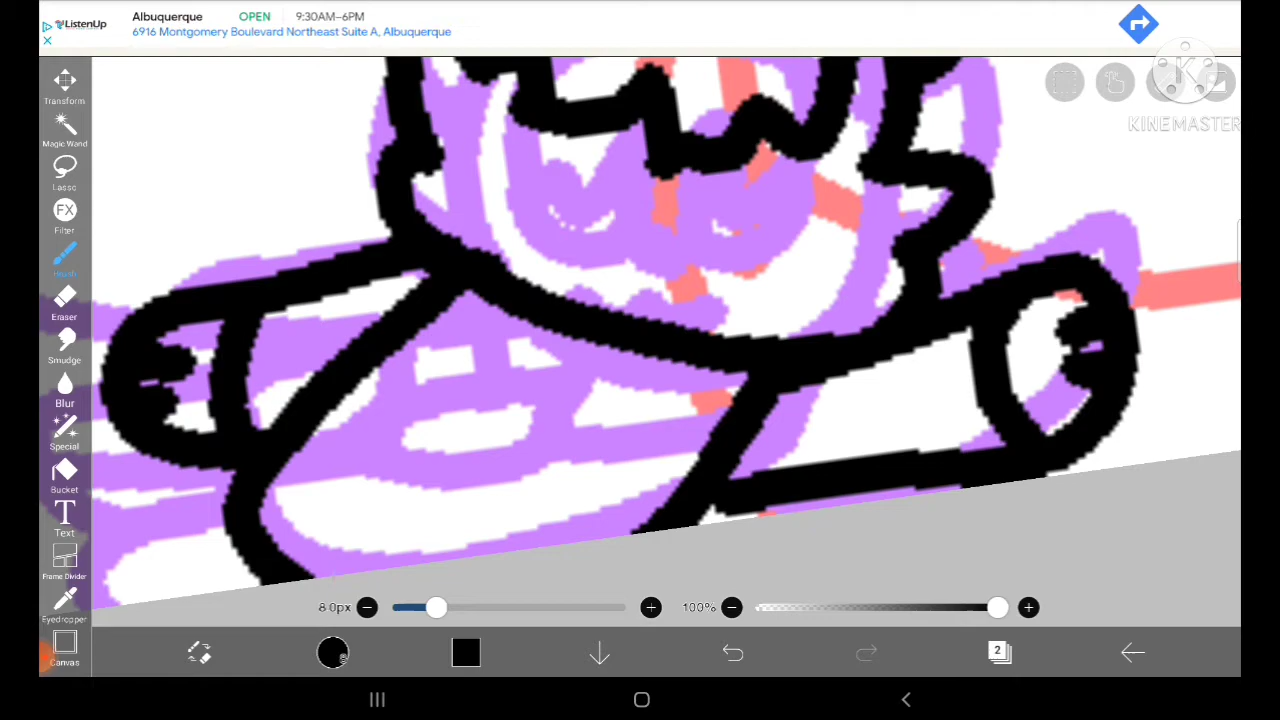 ListenUp
Albuquerque OPEN 9:30AM–6PM
6916 Montgomery Boulevard Northeast Suite A, Albuquerque
KINEMASTER
Transform
Magic Wand
Lasso
FX
Filter
Brush
Eraser
Smudge
Blur
Special
Bucket
T
Text
Frame Divider
Eyedropper
Canvas
8.0px
100%
2